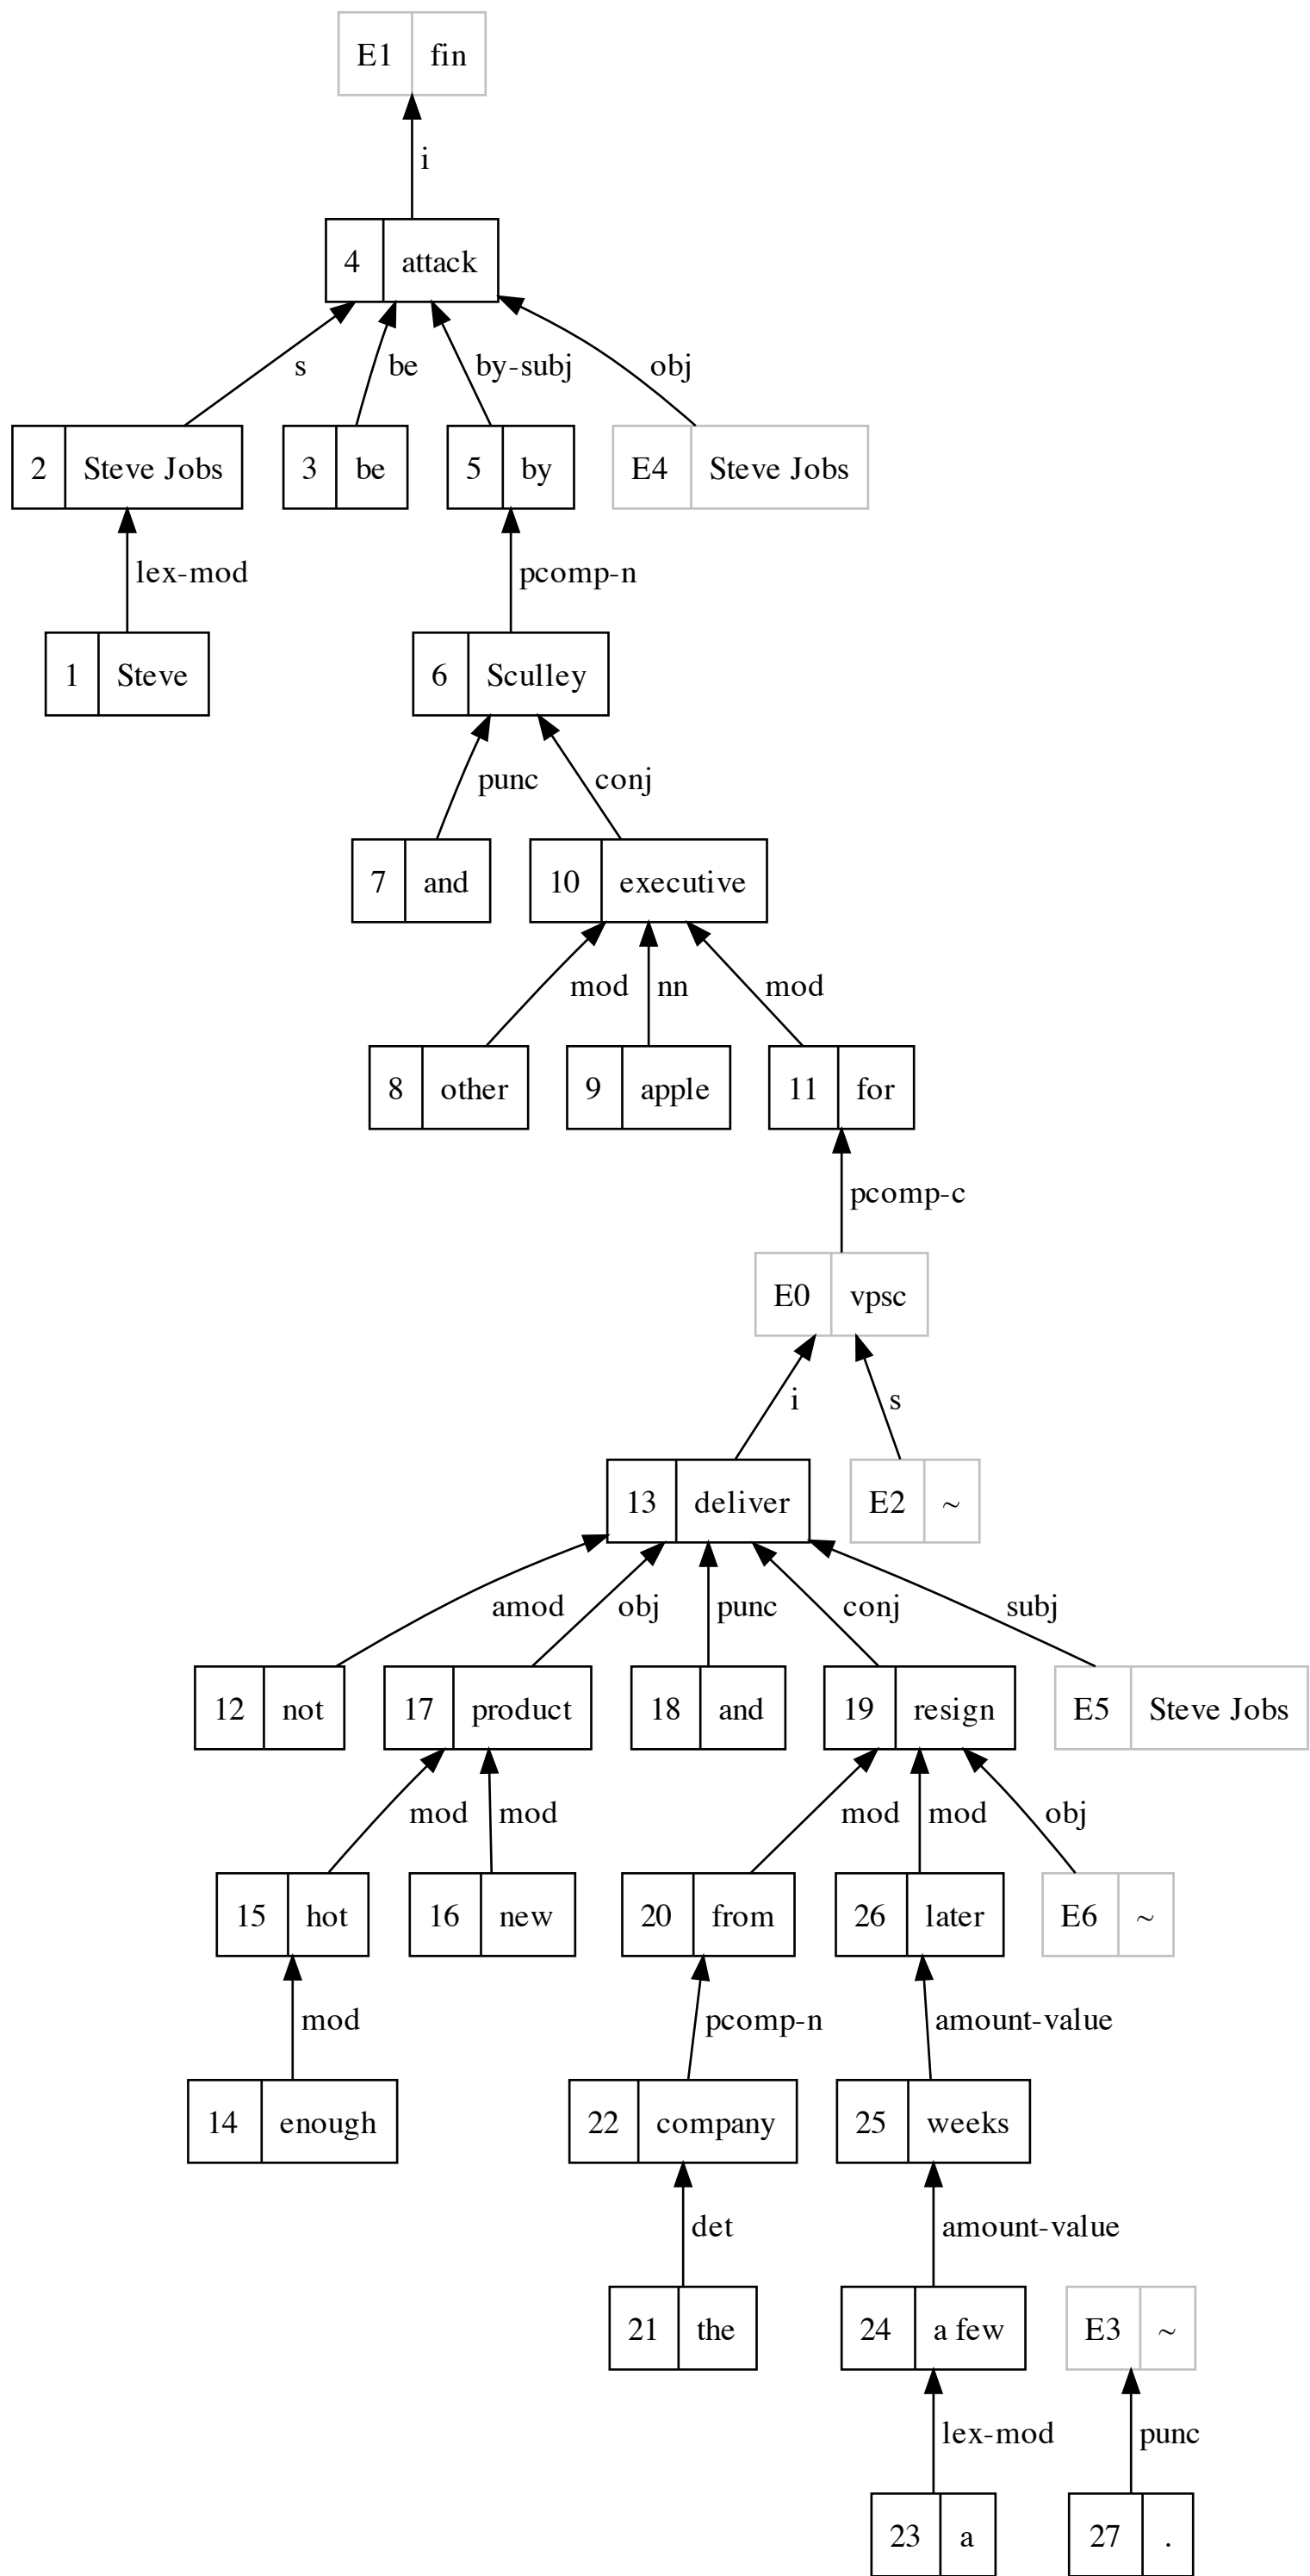 E1 fin
i
4 attack
s be by-subj obj
2 Steve Jobs 3 be 5 by E4 Steve Jobs
lex-mod pcomp-n
1 Steve 6 Sculley
punc conj
7 and 10 executive
mod nn mod
8 other 9 apple 11 for
pcomp-c
E0 vpsc
i s
13 deliver E2 ~
amod obj punc conj subj
12 not 17 product 18 and 19 resign E5 Steve Jobs
mod mod mod mod obj
15 hot 16 new 20 from 26 later E6 ~
mod pcomp-n amount-value
14 enough 22 company 25 weeks
det amount-value
21 the 24 a few E3 ~
lex-mod punc
23 a 27 .